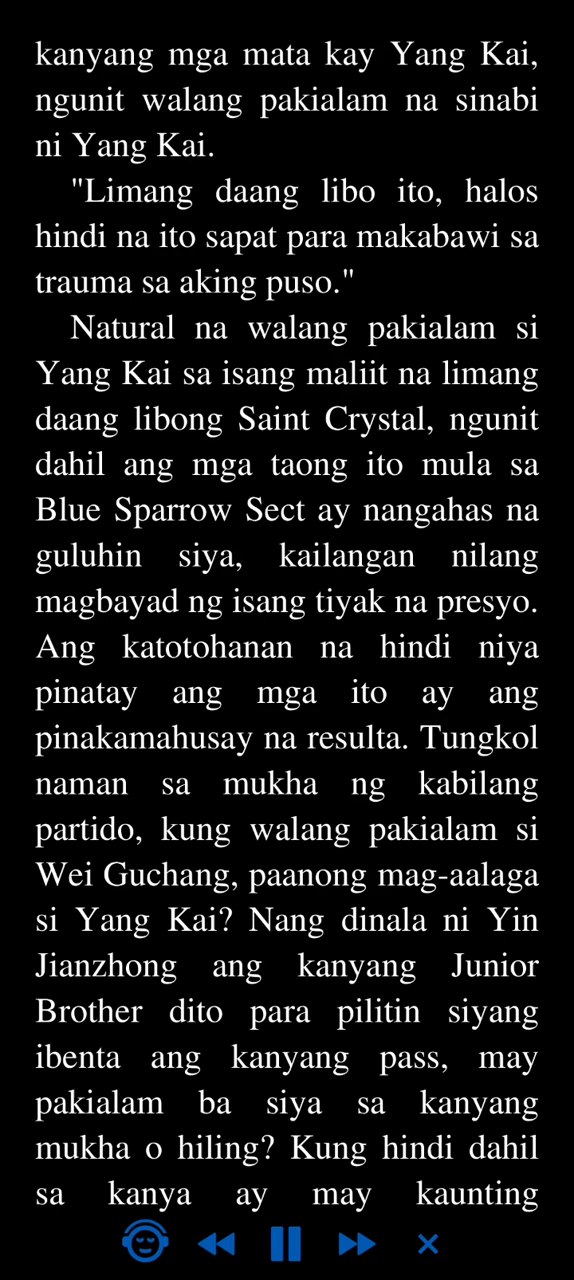 kanyang mga mata kay Yang Kai,
ngunit walang pakialam na sinabi
ni Yang Kai.
"Limang daang libo ito, halos
hindi na ito sapat para makabawi sa
trauma sa aking puso."
Natural na walang pakialam si
Yang Kai sa isang maliit na limang
daang libong Saint Crystal, ngunit
dahil ang mga taong ito mula sa
Blue Sparrow Sect ay nangahas na
guluhin siya, kailangan nilang
magbayad ng isang tiyak na presyo.
Ang katotohanan na hindi niya
pinatay ang mga ito ay ang
pinakamahusay na resulta. Tungkol
naman sa mukha ng kabilang
partido, kung walang pakialam si
Wei Guchang, paanong mag-aalaga
si Yang Kai? Nang dinala ni Yin
Jianzhong ang kanyang Junior
Brother dito para pilitin siyang
ibenta ang kanyang pass, may
pakialam ba siya sa kanyang
mukha o hiling? Kung hindi dahil
sa kanya ay may kaunting